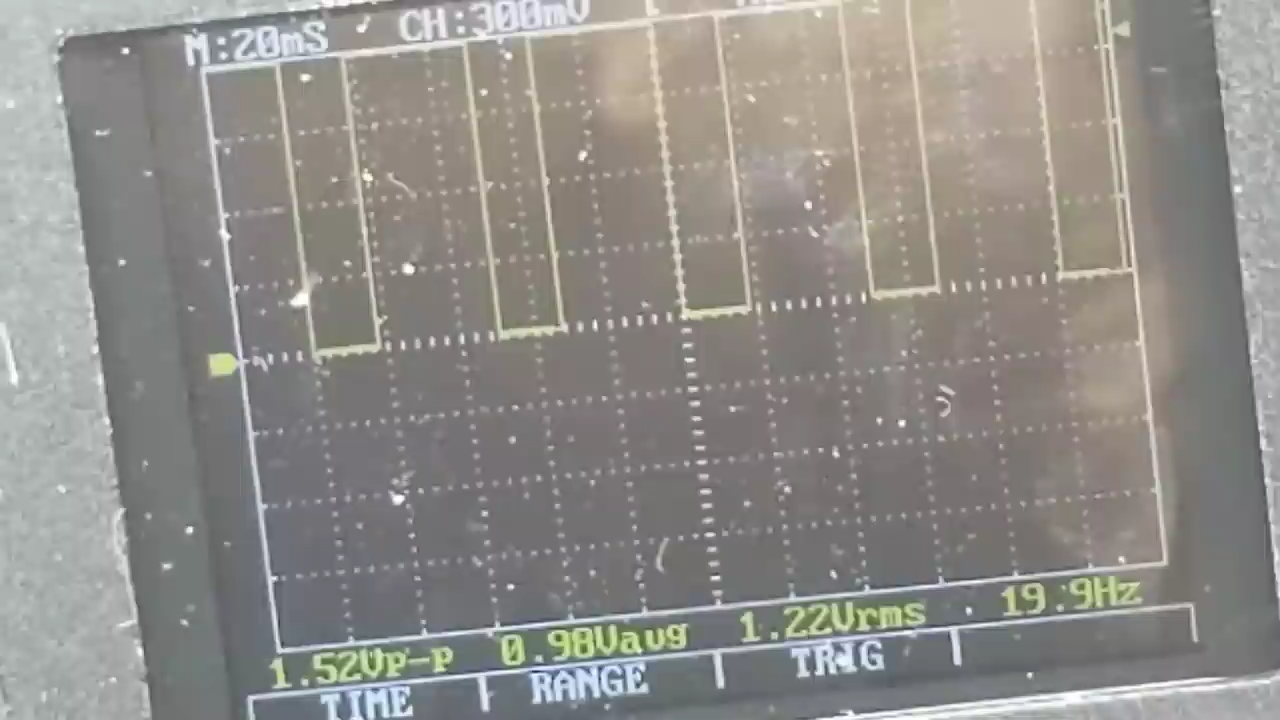 M:20mS CH:300mV
1.52Vp-p 0.98Vavg 1.22Vrms 19.9Hz
TIME RANGE TRIG